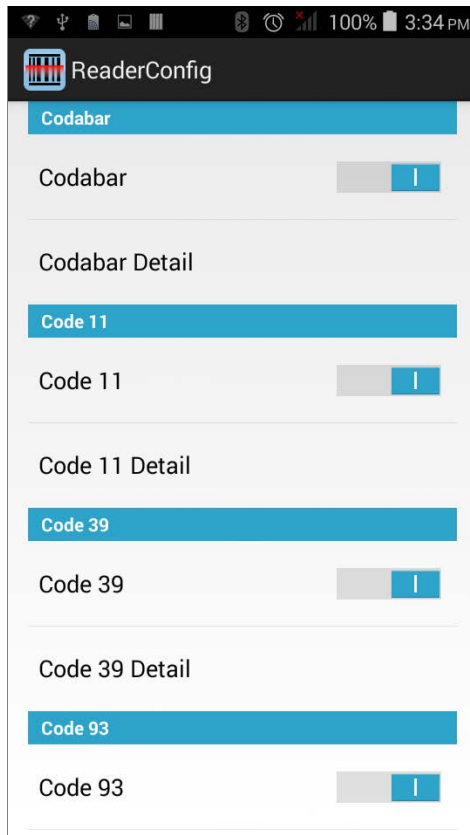 100% 3:34 PM
ReaderConfig
Codabar
Codabar
Codabar Detail
Code 11
Code 11
Code 11 Detail
Code 39
Code 39
Code 39 Detail
Code 93
Code 93